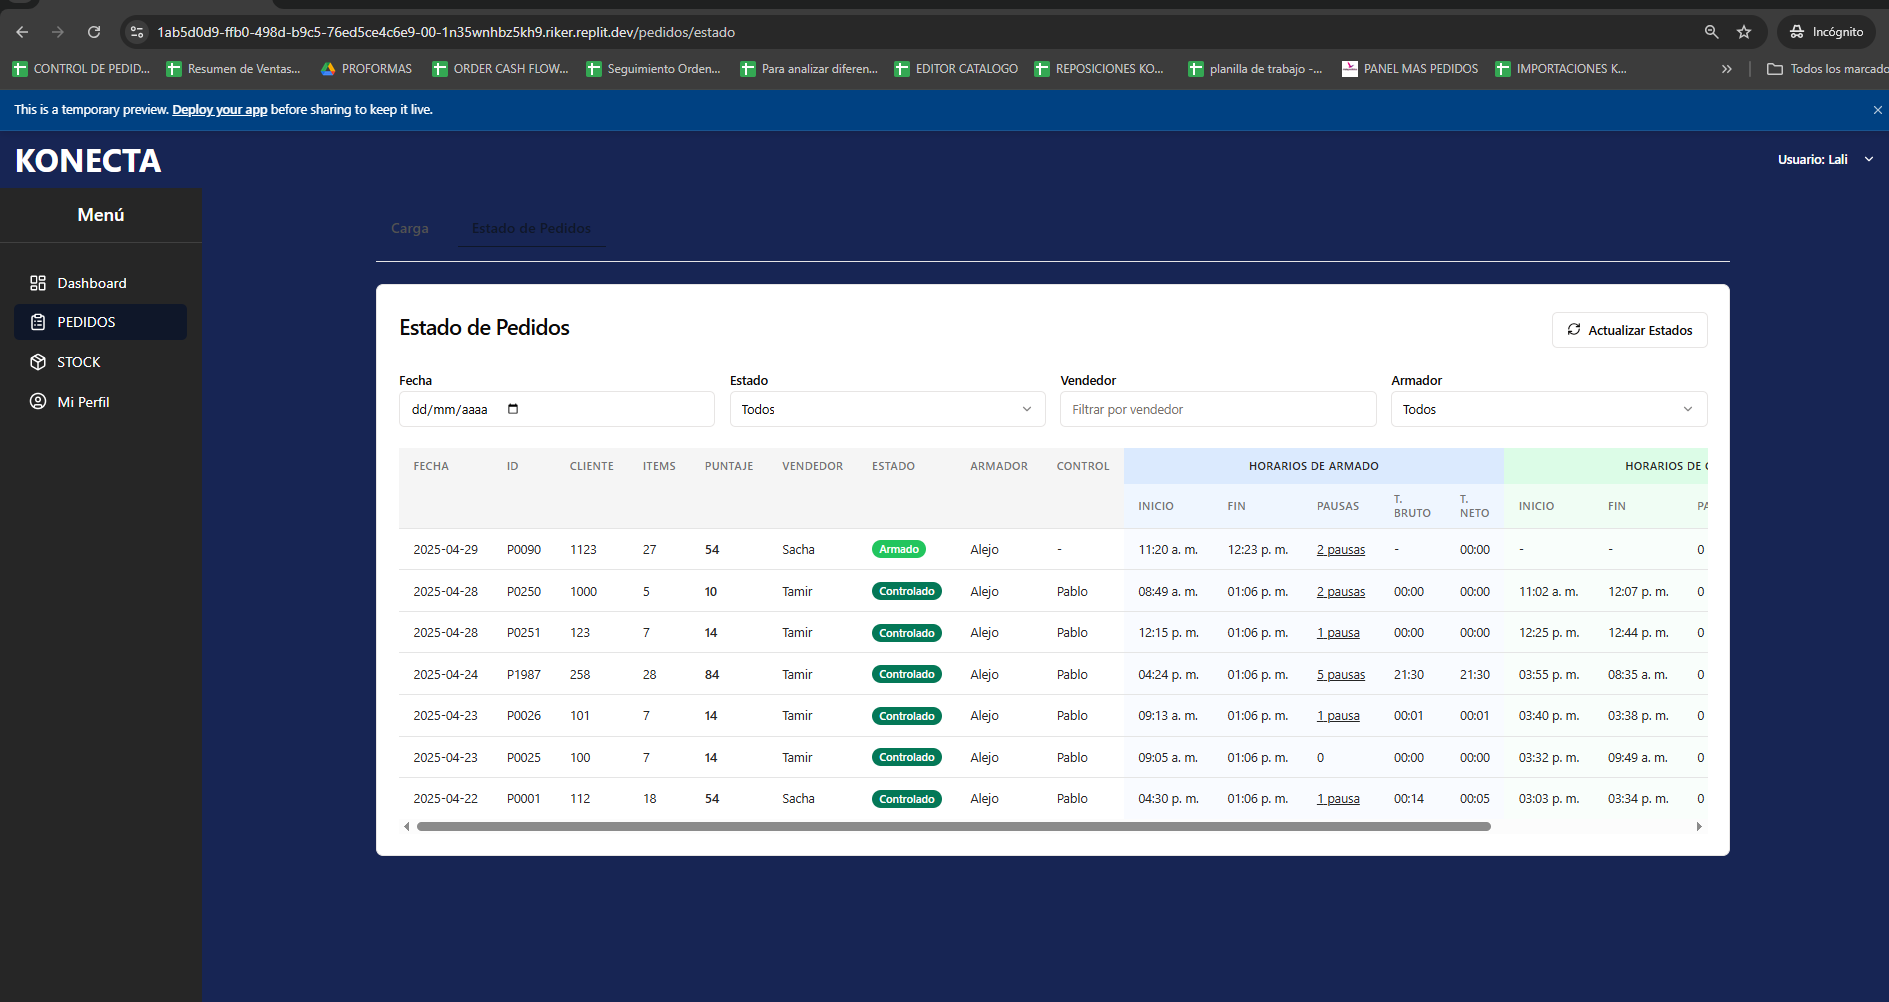 1ab5d0d9-ffb0-498d-b9c5-76ed5ce4c6e9-00-1n35wnhbz5kh9.riker.replit.dev/pedidos/estado
Incógnito
CONTROL DE PEDID...
Resumen de Ventas...
PROFORMAS
ORDER CASH FLOW...
Seguimiento Orden...
Para analizar diferen...
EDITOR CATALOGO
REPOSICIONES KO...
planilla de trabajo -...
PANEL MAS PEDIDOS
IMPORTACIONES K...
Todos los marcado
This is a temporary preview. Deploy your app before sharing to keep it live.
KONECTA
Usuario: Lali
Menú
Dashboard
PEDIDOS
STOCK
Mi Perfil
Carga Estado de Pedidos
Estado de Pedidos
Actualizar Estados
Fecha Estado Vendedor Armador
dd/mm/aaaa Todos Filtrar por vendedor Todos
FECHA ID CLIENTE ITEMS PUNTAJE VENDEDOR ESTADO ARMADOR CONTROL HORARIOS DE ARMADO HORARIOS DE
INICIO FIN PAUSAS T. BRUTO T. NETO INICIO FIN PA
2025-04-29 P0090 1123 27 54 Sacha Armado Alejo - 11:20 a. m. 12:23 p. m. 2 pausas - 00:00 - - 0
2025-04-28 P0250 1000 5 10 Tamir Controlado Alejo Pablo 08:49 a. m. 01:06 p. m. 2 pausas 00:00 00:00 11:02 a. m. 12:07 p. m. 0
2025-04-28 P0251 123 7 14 Tamir Controlado Alejo Pablo 12:15 p. m. 01:06 p. m. 1 pausa 00:00 00:00 12:25 p. m. 12:44 p. m. 0
2025-04-24 P1987 258 28 84 Tamir Controlado Alejo Pablo 04:24 p. m. 01:06 p. m. 5 pausas 21:30 21:30 03:55 p. m. 08:35 a. m. 0
2025-04-23 P0026 101 7 14 Tamir Controlado Alejo Pablo 09:13 a. m. 01:06 p. m. 1 pausa 00:01 00:01 03:40 p. m. 03:38 p. m. 0
2025-04-23 P0025 100 7 14 Tamir Controlado Alejo Pablo 09:05 a. m. 01:06 p. m. 0 00:00 00:00 03:32 p. m. 09:49 a. m. 0
2025-04-22 P0001 112 18 54 Sacha Controlado Alejo Pablo 04:30 p. m. 01:06 p. m. 1 pausa 00:14 00:05 03:03 p. m. 03:34 p. m. 0